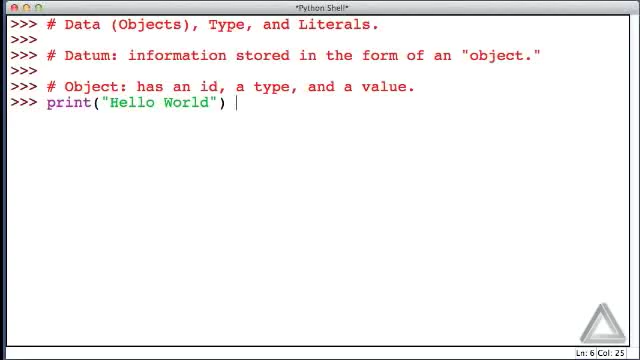 *Python Shell*
>>> # Data (Objects), Type, and Literals.
>>>
>>> # Datum: information stored in the form of an "object."
>>>
>>> # Object: has an id, a type, and a value.
>>> print("Hello World")
Ln: 6 Col: 25